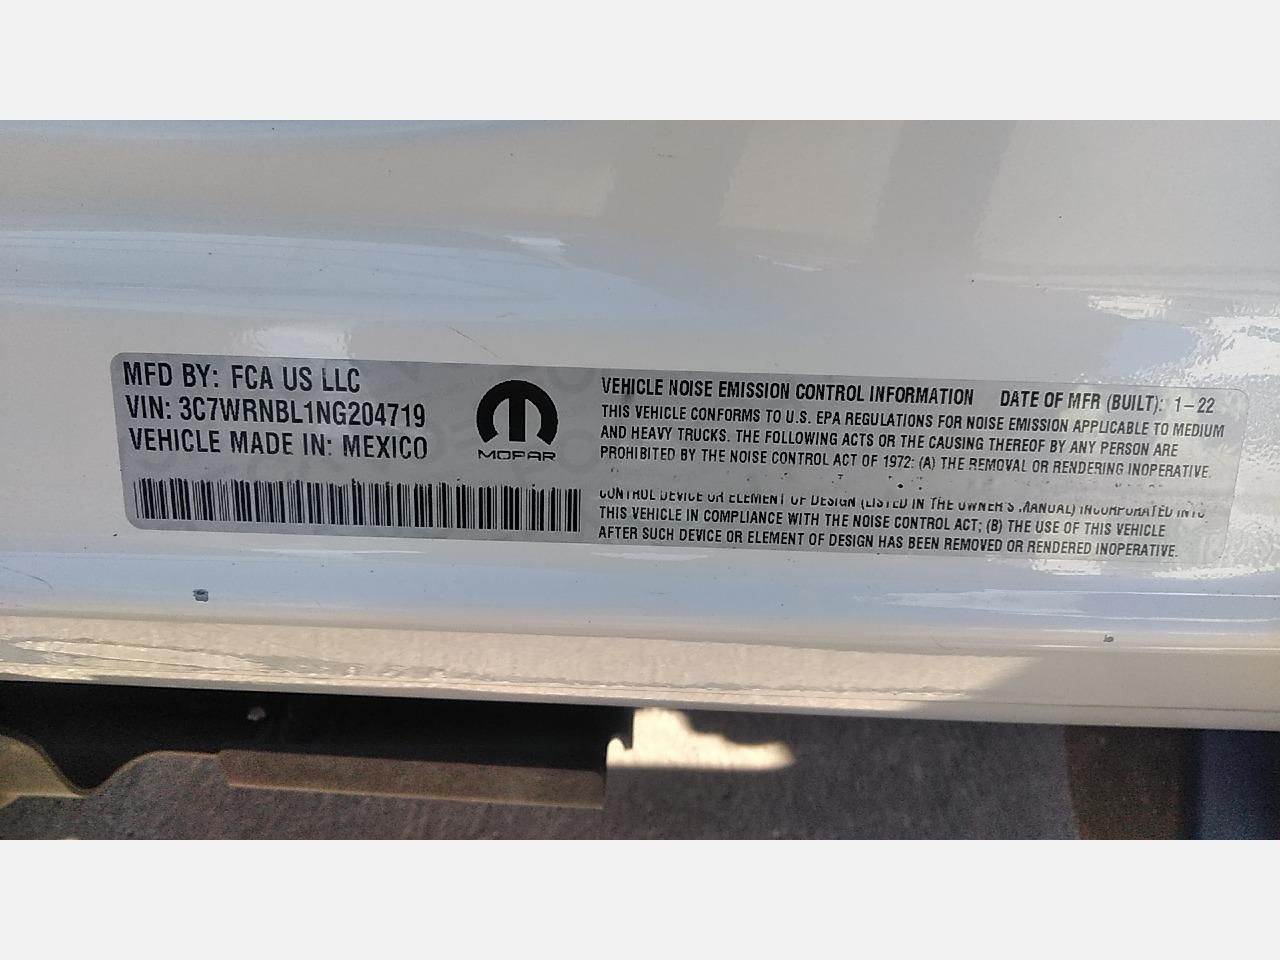 MFD BY: FCA US LLC
VIN: 3C7WRNBL1NG204719
VEHICLE MADE IN: MEXICO
MOPAR
VEHICLE NOISE EMISSION CONTROL INFORMATION DATE OF MFR (BUILT): 1-22
THIS VEHICLE CONFORMS TO U.S. EPA REGULATIONS FOR NOISE EMISSION APPLICABLE TO MEDIUM
AND HEAVY TRUCKS. THE FOLLOWING ACTS OR THE CAUSING THEREOF BY ANY PERSON ARE
PROHIBITED BY THE NOISE CONTROL ACT OF 1972: (A) THE REMOVAL OR RENDERING INOPERATIVE,
CONTROL DEVICE OR ELEMENT OF DESIGN (LISTED IN THE OWNER'S MANUAL) INCORPORATED INTO
THIS VEHICLE IN COMPLIANCE WITH THE NOISE CONTROL ACT; (B) THE USE OF THIS VEHICLE
AFTER SUCH DEVICE OR ELEMENT OF DESIGN HAS BEEN REMOVED OR RENDERED INOPERATIVE.